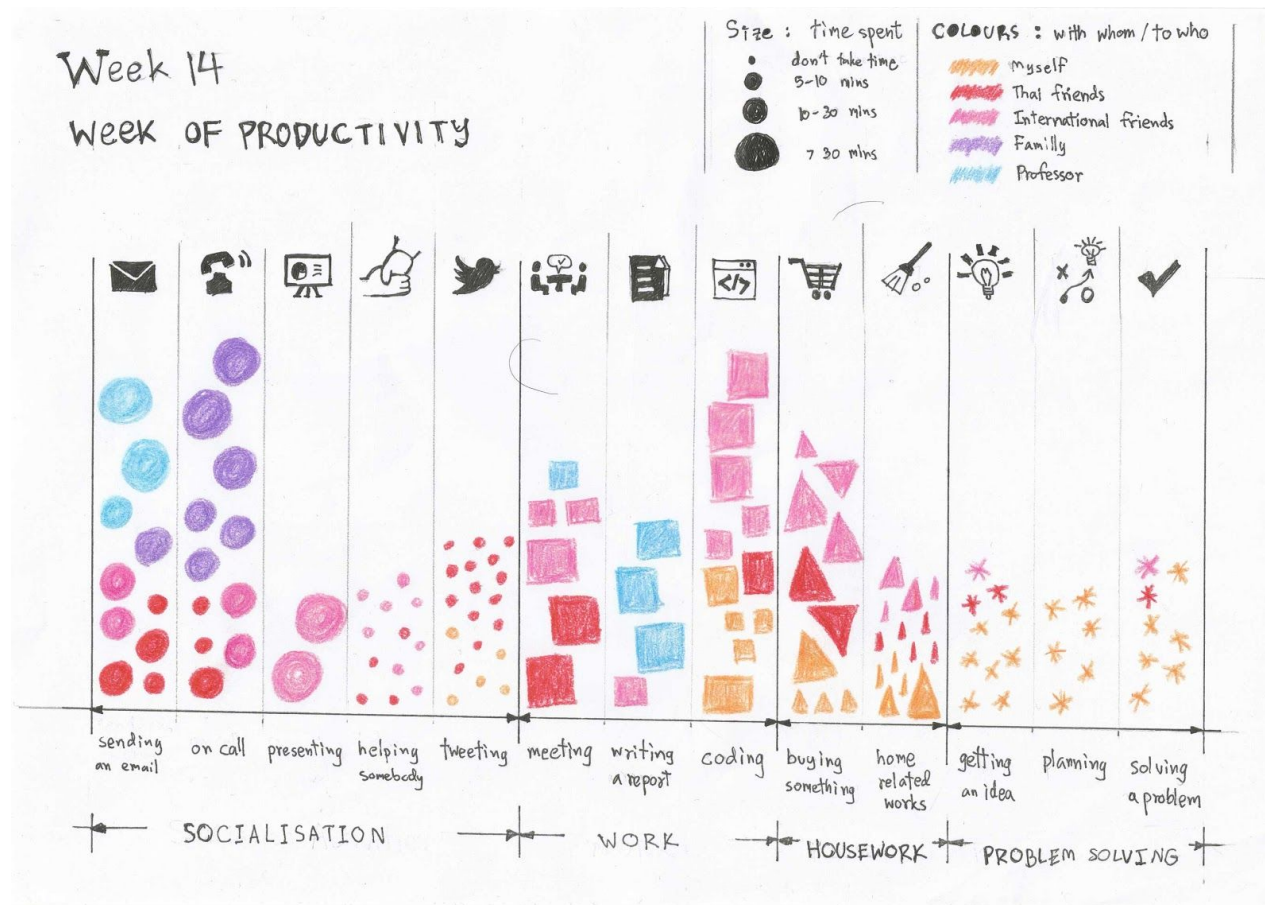 Week 14
WEEK OF PRODUCTIVITY
Size : time spent
don't take time
5-10 mins
10-30 mins
7 30 mins
COLOURS : with whom / to who
Myself
Thai friends
International friends
Familly
Professor
</>
x
o
sending
an email
on call
presenting
helping
somebody
tweeting
meeting
writing
a report
coding
buying
something
home
related
works
getting
an idea
planning
solving
a problem
SOCIALISATION
WORK
HOUSEWORK
PROBLEM SOLVING